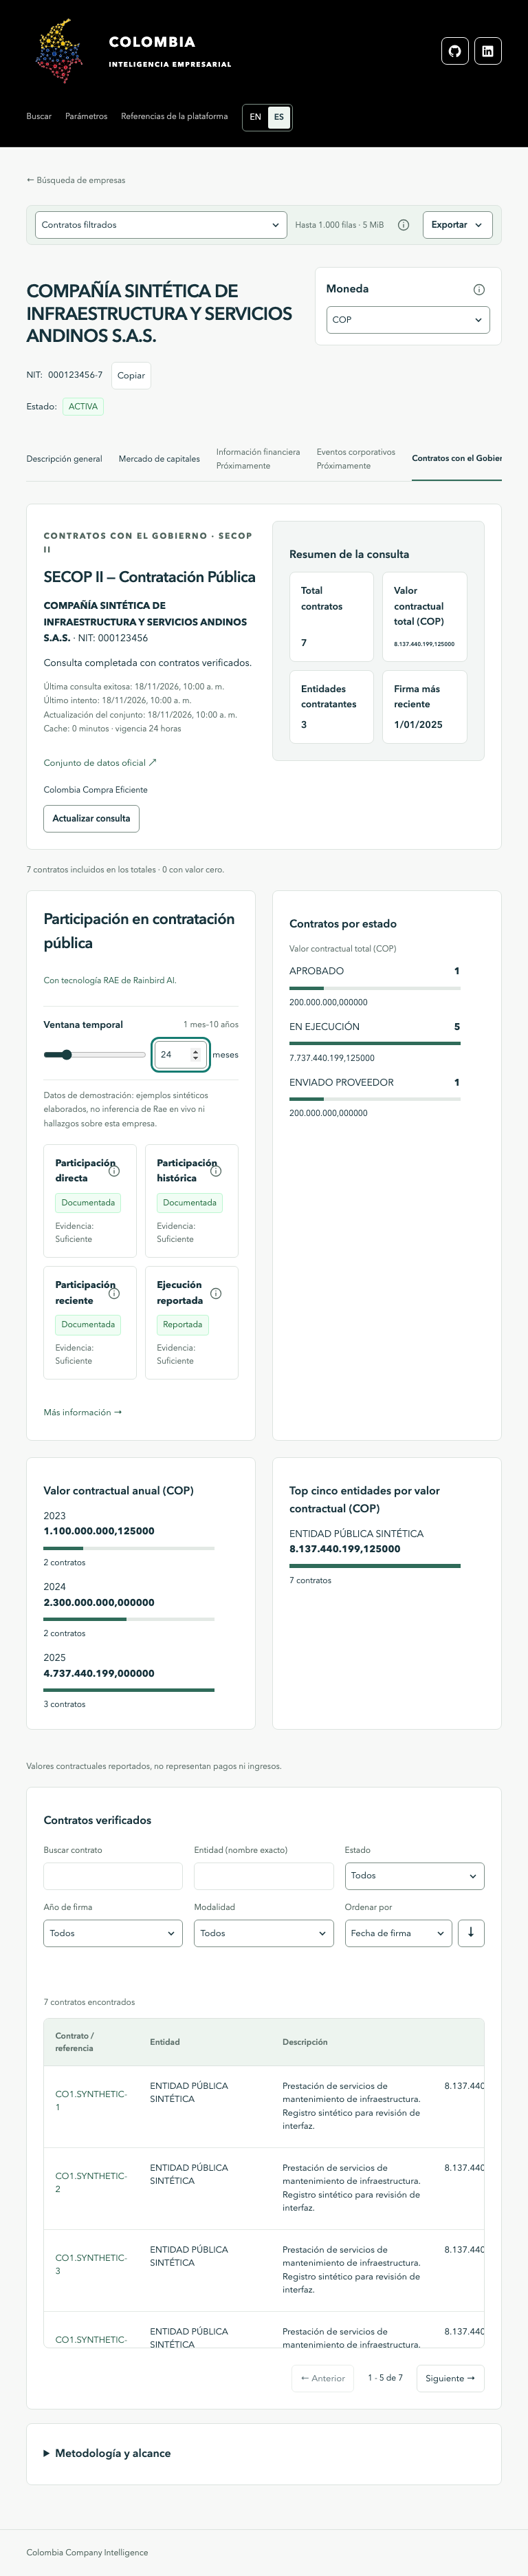 COLOMBIA
INTELIGENCIA EMPRESARIAL
Buscar Parámetros Referencias de la plataforma EN ES
← Búsqueda de empresas
Contratos filtrados Hasta 1.000 filas · 5 MiB Exportar
COMPAÑÍA SINTÉTICA DE
INFRAESTRUCTURA Y SERVICIOS
ANDINOS S.A.S.
Moneda
COP
NIT: 000123456-7 Copiar
Estado: ACTIVA
Descripción general
Mercado de capitales
Información financiera
Próximamente
Eventos corporativos
Próximamente
Contratos con el Gobier
CONTRATOS CON EL GOBIERNO · SECOP
II
SECOP II — Contratación Pública
COMPAÑÍA SINTÉTICA DE
INFRAESTRUCTURA Y SERVICIOS ANDINOS
S.A.S. · NIT: 000123456
Consulta completada con contratos verificados.
Última consulta exitosa: 18/11/2026, 10:00 a. m.
Último intento: 18/11/2026, 10:00 a. m.
Actualización del conjunto: 18/11/2026, 10:00 a. m.
Cache: 0 minutos · vigencia 24 horas
Conjunto de datos oficial ↗
Colombia Compra Eficiente
Actualizar consulta
Resumen de la consulta
Total
contratos
7
Valor
contractual
total (COP)
8.137.440.199,125000
Entidades
contratantes
3
Firma más
reciente
1/01/2025
7 contratos incluidos en los totales · 0 con valor cero.
Participación en contratación
pública
Con tecnología RAE de Rainbird AI.
Ventana temporal 1 mes–10 años
24 meses
Datos de demostración: ejemplos sintéticos
elaborados, no inferencia de Rae en vivo ni
hallazgos sobre esta empresa.
Participación
directa
Documentada
Evidencia:
Suficiente
Participación
histórica
Documentada
Evidencia:
Suficiente
Participación
reciente
Documentada
Evidencia:
Suficiente
Ejecución
reportada
Reportada
Evidencia:
Suficiente
Más información →
Contratos por estado
Valor contractual total (COP)
APROBADO 1
200.000.000,000000
EN EJECUCIÓN 5
7.737.440.199,125000
ENVIADO PROVEEDOR 1
200.000.000,000000
Valor contractual anual (COP)
2023
1.100.000.000,125000
2 contratos
2024
2.300.000.000,000000
2 contratos
2025
4.737.440.199,000000
3 contratos
Top cinco entidades por valor
contractual (COP)
ENTIDAD PÚBLICA SINTÉTICA
8.137.440.199,125000
7 contratos
Valores contractuales reportados, no representan pagos ni ingresos.
Contratos verificados
Buscar contrato Entidad (nombre exacto) Estado
Todos
Año de firma Modalidad Ordenar por
Todos Todos Fecha de firma ↓
7 contratos encontrados
Contrato /
referencia
Entidad
Descripción
CO1.SYNTHETIC-
1
ENTIDAD PÚBLICA
SINTÉTICA
Prestación de servicios de
mantenimiento de infraestructura.
Registro sintético para revisión de
interfaz.
8.137.440
CO1.SYNTHETIC-
2
ENTIDAD PÚBLICA
SINTÉTICA
Prestación de servicios de
mantenimiento de infraestructura.
Registro sintético para revisión de
interfaz.
8.137.440
CO1.SYNTHETIC-
3
ENTIDAD PÚBLICA
SINTÉTICA
Prestación de servicios de
mantenimiento de infraestructura.
Registro sintético para revisión de
interfaz.
8.137.440
CO1.SYNTHETIC-
ENTIDAD PÚBLICA
SINTÉTICA
Prestación de servicios de
mantenimiento de infraestructura.
8.137.440
← Anterior 1 - 5 de 7 Siguiente →
▶ Metodología y alcance
Colombia Company Intelligence